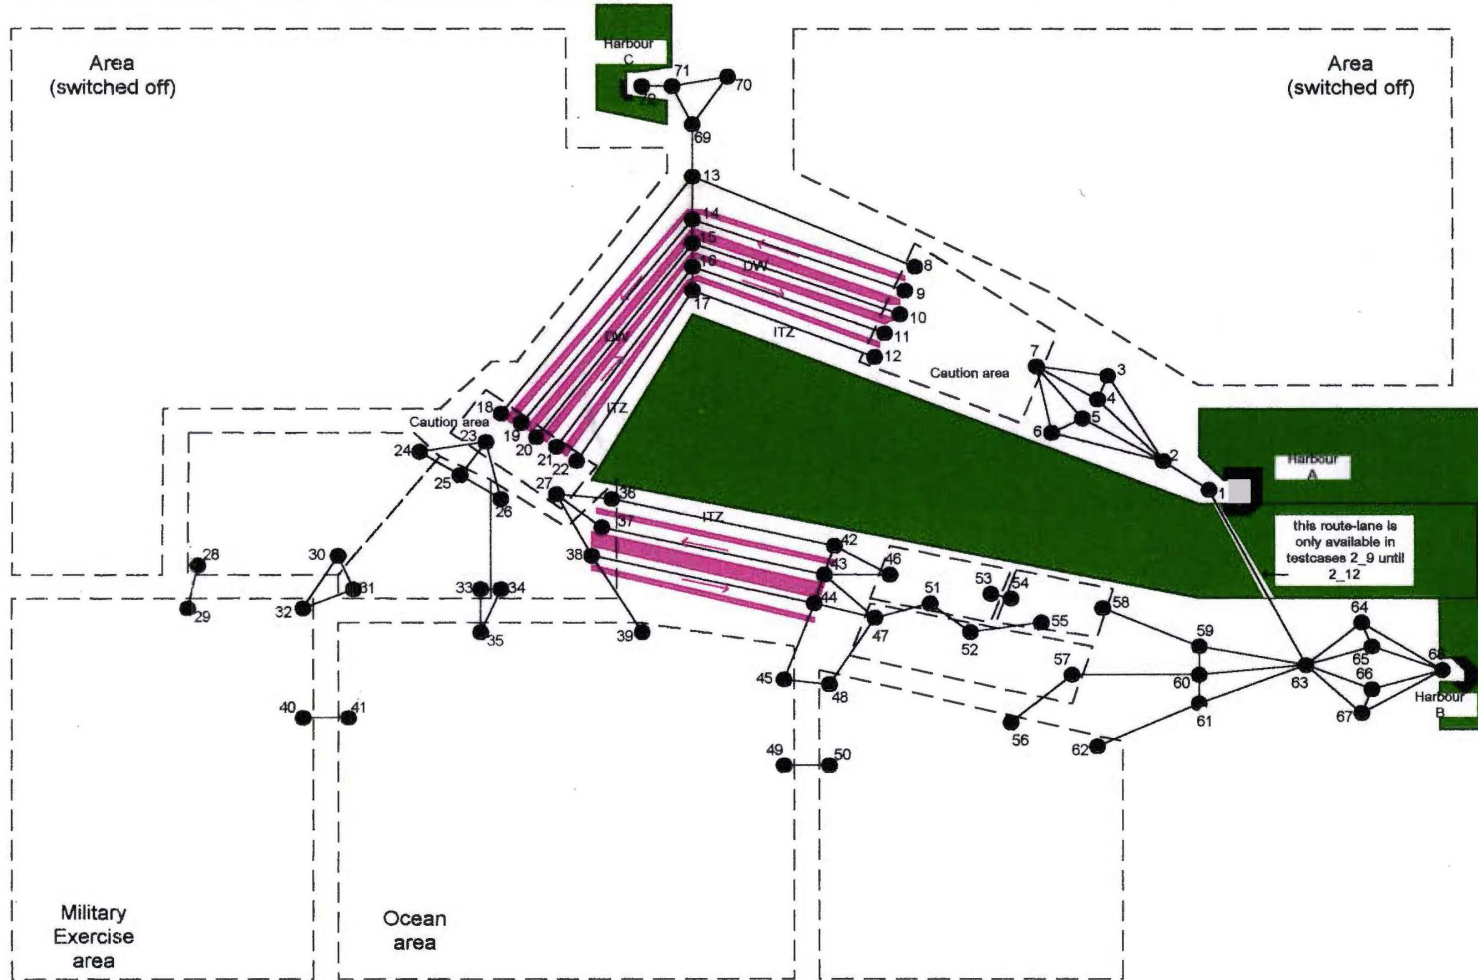 Harbour
C
Area
(switched off)
71
70
72
69
Area
(switched off)
13
14
15
16
17
DW
8
9
10
11
12
ITZ
DW
ITZ
7
3
4
5
6
2
1
Caution area
Harbour
A
18
19
20
21
22
Caution area
23
24
25
26
27
36
ITZ
37
38
42
43
44
46
this route-lane is
only available in
testcases 2_9 until
2_12
28
29
30
31
32
33
34
35
39
45
47
48
51
52
53
54
55
58
59
57
60
61
63
64
65
66
67
68
Harbour
B
56
62
40
41
49
50
Military
Exercise
area
Ocean
area